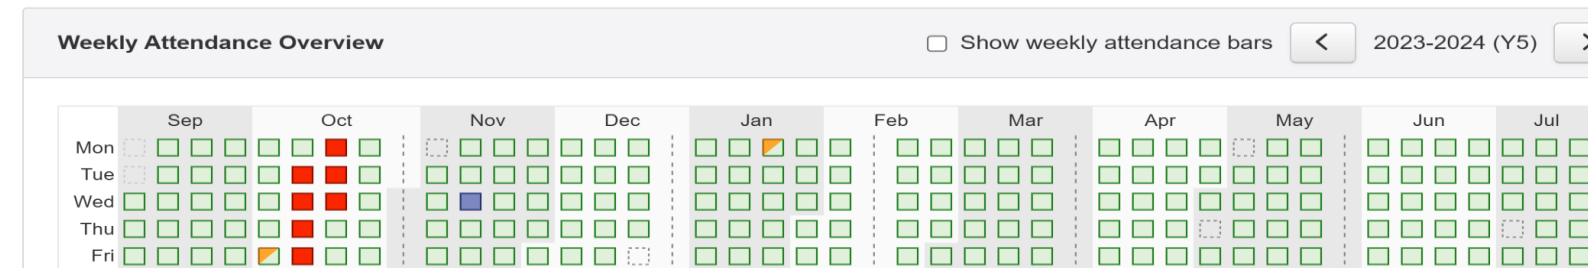 Weekly Attendance Overview Show weekly attendance bars < 2023-2024 (Y5) >
Sep Oct Nov Dec Jan Feb Mar Apr May Jun Jul
Mon
Tue
Wed
Thu
Fri